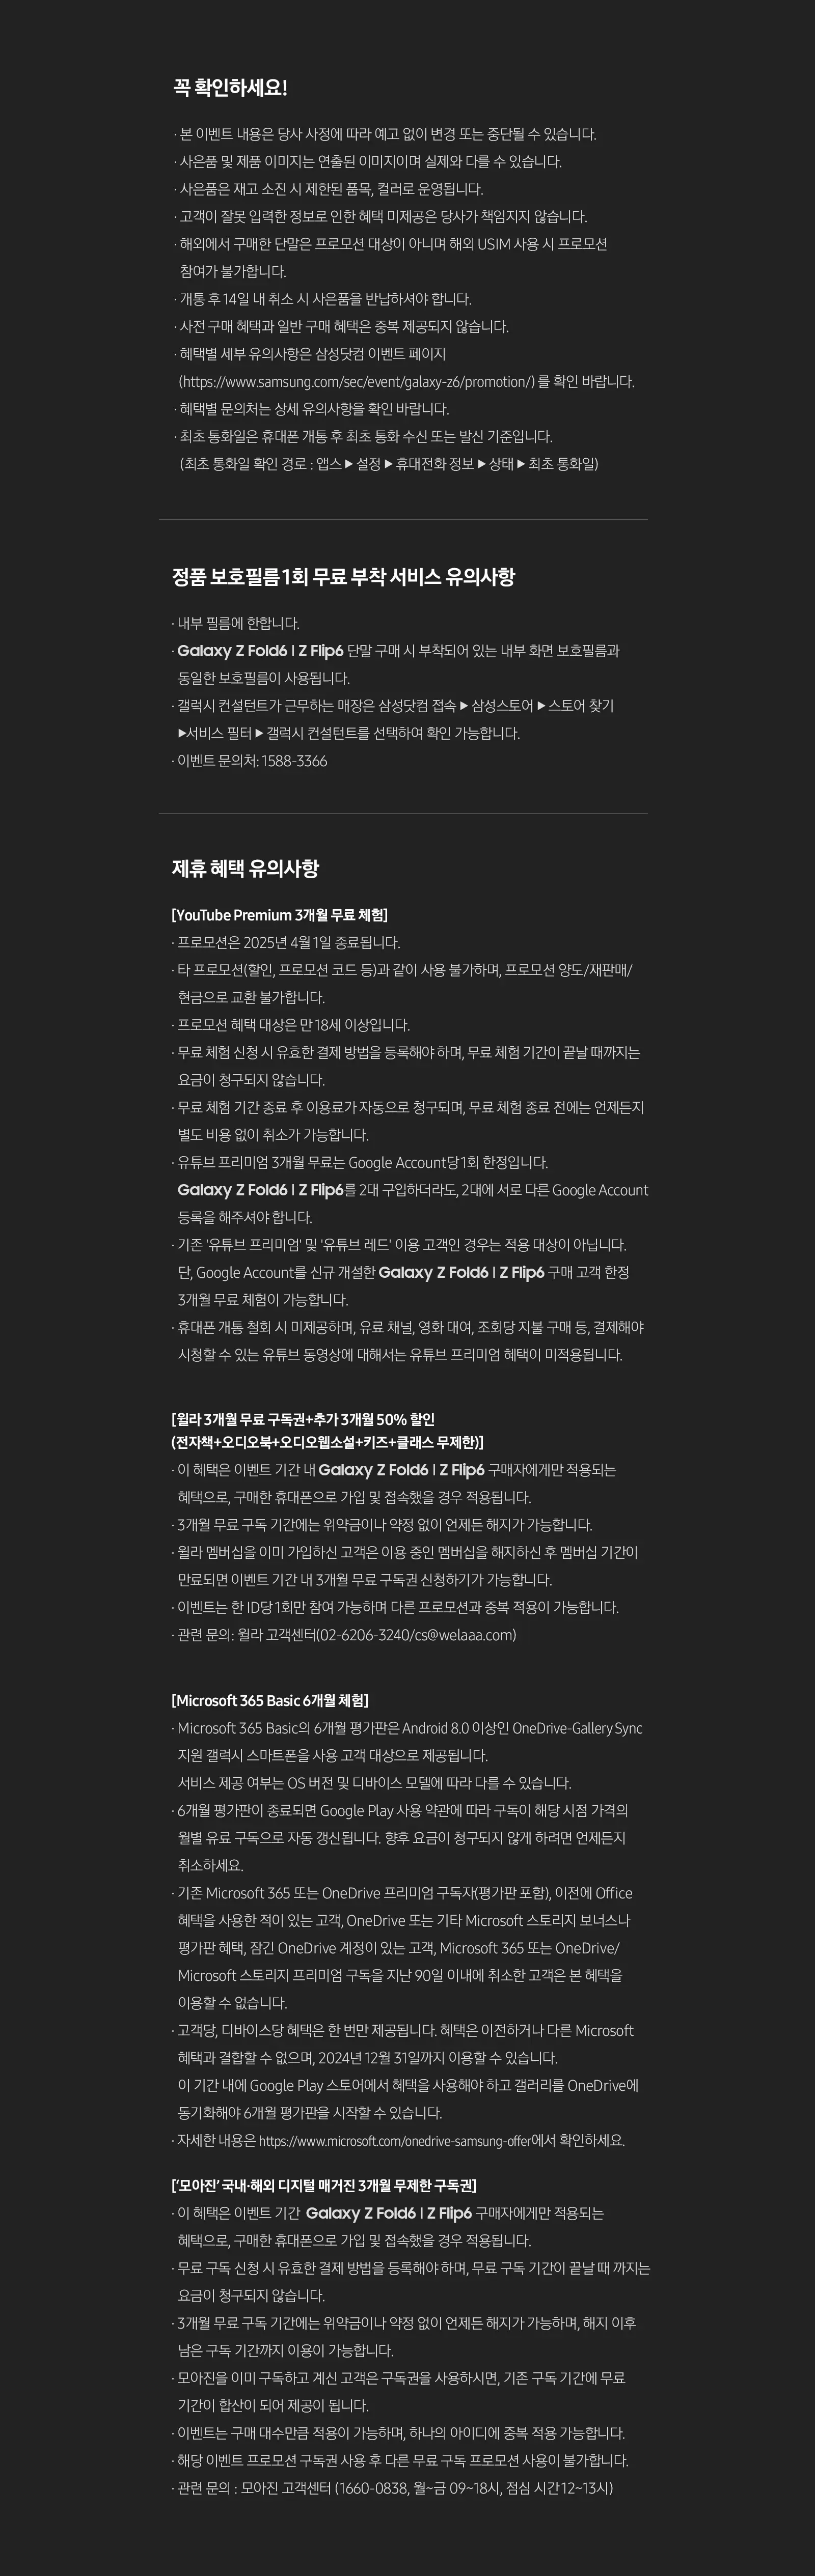 꼭 확인하세요!
· 본 이벤트 내용은 당사 사정에 따라 예고 없이 변경 또는 중단될 수 있습니다.
· 사은품 및 제품 이미지는 연출된 이미지이며 실제와 다를 수 있습니다.
· 사은품은 재고 소진 시 제한된 품목, 컬러로 운영됩니다.
· 고객이 잘못 입력한 정보로 인한 혜택 미제공은 당사가 책임지지 않습니다.
· 해외에서 구매한 단말은 프로모션 대상이 아니며 해외 USIM 사용 시 프로모션
참여가 불가합니다.
· 개통 후 14일 내 취소 시 사은품을 반납하셔야 합니다.
· 사전 구매 혜택과 일반 구매 혜택은 중복 제공되지 않습니다.
· 혜택별 세부 유의사항은 삼성닷컴 이벤트 페이지
(https://www.samsung.com/sec/event/galaxy-z6/promotion/) 를 확인 바랍니다.
· 혜택별 문의처는 상세 유의사항을 확인 바랍니다.
· 최초 통화일은 휴대폰 개통 후 최초 통화 수신 또는 발신 기준입니다.
(최초 통화일 확인 경로 : 앱스 ▶ 설정 ▶ 휴대전화 정보 ▶ 상태 ▶ 최초 통화일)
정품 보호필름 1회 무료 부착 서비스 유의사항
· 내부 필름에 한합니다.
· Galaxy Z Fold6 | Z Flip6 단말 구매 시 부착되어 있는 내부 화면 보호필름과
동일한 보호필름이 사용됩니다.
· 갤럭시 컨설턴트가 근무하는 매장은 삼성닷컴 접속 ▶ 삼성스토어 ▶ 스토어 찾기
▶서비스 필터 ▶ 갤럭시 컨설턴트를 선택하여 확인 가능합니다.
· 이벤트 문의처: 1588-3366
제휴 혜택 유의사항
[YouTube Premium 3개월 무료 체험]
· 프로모션은 2025년 4월 1일 종료됩니다.
· 타 프로모션(할인, 프로모션 코드 등)과 같이 사용 불가하며, 프로모션 양도/재판매/
현금으로 교환 불가합니다.
· 프로모션 혜택 대상은 만 18세 이상입니다.
· 무료 체험 신청 시 유효한 결제 방법을 등록해야 하며, 무료 체험 기간이 끝날 때까지는
요금이 청구되지 않습니다.
· 무료 체험 기간 종료 후 이용료가 자동으로 청구되며, 무료 체험 종료 전에는 언제든지
별도 비용 없이 취소가 가능합니다.
· 유튜브 프리미엄 3개월 무료는 Google Account당 1회 한정입니다.
Galaxy Z Fold6 | Z Flip6를 2대 구입하더라도, 2대에 서로 다른 Google Account
등록을 해주셔야 합니다.
· 기존 '유튜브 프리미엄' 및 '유튜브 레드' 이용 고객인 경우는 적용 대상이 아닙니다.
단, Google Account를 신규 개설한 Galaxy Z Fold6 | Z Flip6 구매 고객 한정
3개월 무료 체험이 가능합니다.
· 휴대폰 개통 철회 시 미제공하며, 유료 채널, 영화 대여, 조회당 지불 구매 등, 결제해야
시청할 수 있는 유튜브 동영상에 대해서는 유튜브 프리미엄 혜택이 미적용됩니다.
[윌라 3개월 무료 구독권+추가 3개월 50% 할인
(전자책+오디오북+오디오웹소설+키즈+클래스 무제한)]
· 이 혜택은 이벤트 기간 내 Galaxy Z Fold6 | Z Flip6 구매자에게만 적용되는
혜택으로, 구매한 휴대폰으로 가입 및 접속했을 경우 적용됩니다.
· 3개월 무료 구독 기간에는 위약금이나 약정 없이 언제든 해지가 가능합니다.
· 윌라 멤버십을 이미 가입하신 고객은 이용 중인 멤버십을 해지하신 후 멤버십 기간이
만료되면 이벤트 기간 내 3개월 무료 구독권 신청하기가 가능합니다.
· 이벤트는 한 ID당 1회만 참여 가능하며 다른 프로모션과 중복 적용이 가능합니다.
· 관련 문의: 윌라 고객센터(02-6206-3240/cs@welaaa.com)
[Microsoft 365 Basic 6개월 체험]
· Microsoft 365 Basic의 6개월 평가판은 Android 8.0 이상인 OneDrive-Gallery Sync
지원 갤럭시 스마트폰을 사용 고객 대상으로 제공됩니다.
서비스 제공 여부는 OS 버전 및 디바이스 모델에 따라 다를 수 있습니다.
· 6개월 평가판이 종료되면 Google Play 사용 약관에 따라 구독이 해당 시점 가격의
월별 유료 구독으로 자동 갱신됩니다. 향후 요금이 청구되지 않게 하려면 언제든지
취소하세요.
· 기존 Microsoft 365 또는 OneDrive 프리미엄 구독자(평가판 포함), 이전에 Office
혜택을 사용한 적이 있는 고객, OneDrive 또는 기타 Microsoft 스토리지 보너스나
평가판 혜택, 잠긴 OneDrive 계정이 있는 고객, Microsoft 365 또는 OneDrive/
Microsoft 스토리지 프리미엄 구독을 지난 90일 이내에 취소한 고객은 본 혜택을
이용할 수 없습니다.
· 고객당, 디바이스당 혜택은 한 번만 제공됩니다. 혜택은 이전하거나 다른 Microsoft
혜택과 결합할 수 없으며, 2024년 12월 31일까지 이용할 수 있습니다.
이 기간 내에 Google Play 스토어에서 혜택을 사용해야 하고 갤러리를 OneDrive에
동기화해야 6개월 평가판을 시작할 수 있습니다.
· 자세한 내용은 https://www.microsoft.com/onedrive-samsung-offer에서 확인하세요.
['모아진' 국내·해외 디지털 매거진 3개월 무제한 구독권]
· 이 혜택은 이벤트 기간 Galaxy Z Fold6 | Z Flip6 구매자에게만 적용되는
혜택으로, 구매한 휴대폰으로 가입 및 접속했을 경우 적용됩니다.
· 무료 구독 신청 시 유효한 결제 방법을 등록해야 하며, 무료 구독 기간이 끝날 때 까지는
요금이 청구되지 않습니다.
· 3개월 무료 구독 기간에는 위약금이나 약정 없이 언제든 해지가 가능하며, 해지 이후
남은 구독 기간까지 이용이 가능합니다.
· 모아진을 이미 구독하고 계신 고객은 구독권을 사용하시면, 기존 구독 기간에 무료
기간이 합산이 되어 제공이 됩니다.
· 이벤트는 구매 대수만큼 적용이 가능하며, 하나의 아이디에 중복 적용 가능합니다.
· 해당 이벤트 프로모션 구독권 사용 후 다른 무료 구독 프로모션 사용이 불가합니다.
· 관련 문의 : 모아진 고객센터 (1660-0838, 월~금 09~18시, 점심 시간 12~13시)